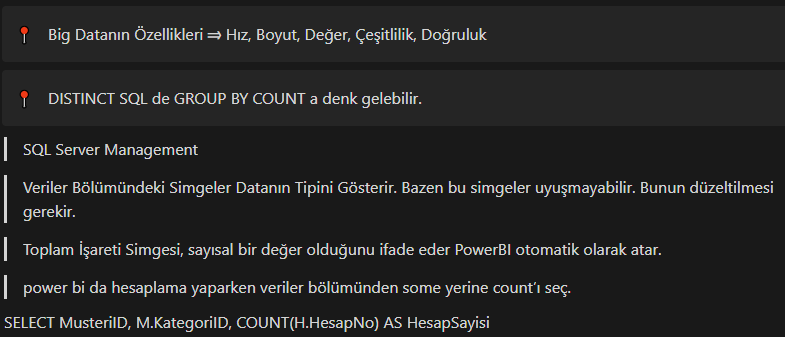 Big Datanın Özellikleri ⇒ Hız, Boyut, Değer, Çeşitlilik, Doğruluk
DISTINCT SQL de GROUP BY COUNT a denk gelebilir.
SQL Server Management
Veriler Bölümündeki Simgeler Datanın Tipini Gösterir. Bazen bu simgeler uyuşmayabilir. Bunun düzeltilmesi
gerekir.
Toplam İşareti Simgesi, sayısal bir değer olduğunu ifade eder PowerBI otomatik olarak atar.
power bi da hesaplama yaparken veriler bölümünden some yerine count’ı seç.
SELECT MusteriID, M.KategoriID, COUNT(H.HesapNo) AS HesapSayisi